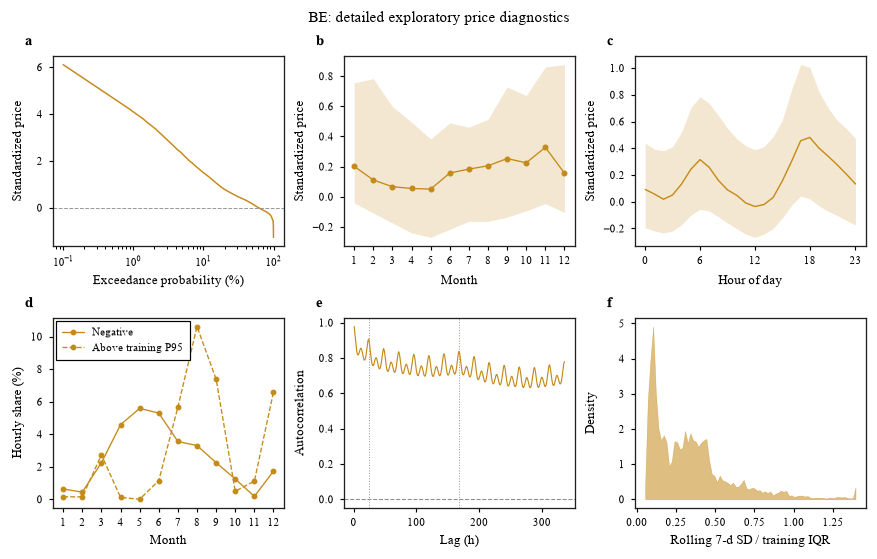 BE: detailed exploratory price diagnostics
a
Standardized price
6
4
2
0
10⁻¹ 10⁰ 10¹ 10²
Exceedance probability (%)
b
Standardized price
0.8
0.6
0.4
0.2
0.0
−0.2
1 2 3 4 5 6 7 8 9 10 11 12
Month
c
Standardized price
1.0
0.8
0.6
0.4
0.2
0.0
−0.2
0 6 12 18 23
Hour of day
d
Hourly share (%)
10
8
6
4
2
0
Negative
Above training P95
1 2 3 4 5 6 7 8 9 10 11 12
Month
e
Autocorrelation
1.0
0.8
0.6
0.4
0.2
0.0
0 100 200 300
Lag (h)
f
Density
5
4
3
2
1
0
0.00 0.25 0.50 0.75 1.00 1.25
Rolling 7-d SD / training IQR